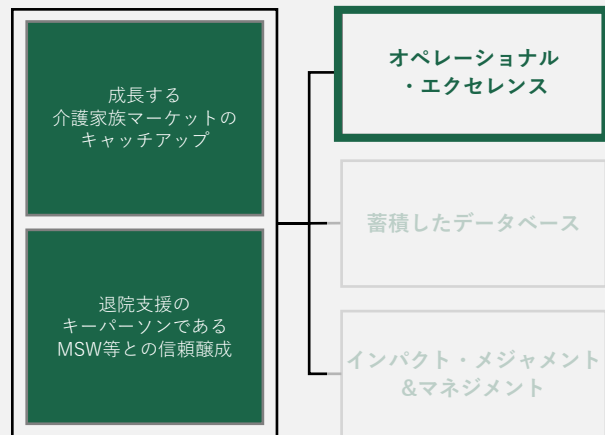 成長する
介護家族マーケットの
キャッチアップ
退院支援の
キーパーソンである
MSW等との信頼醸成
オペレーショナル
・エクセレンス
蓄積したデータベース
インパクト・メジャメント
&マネジメント